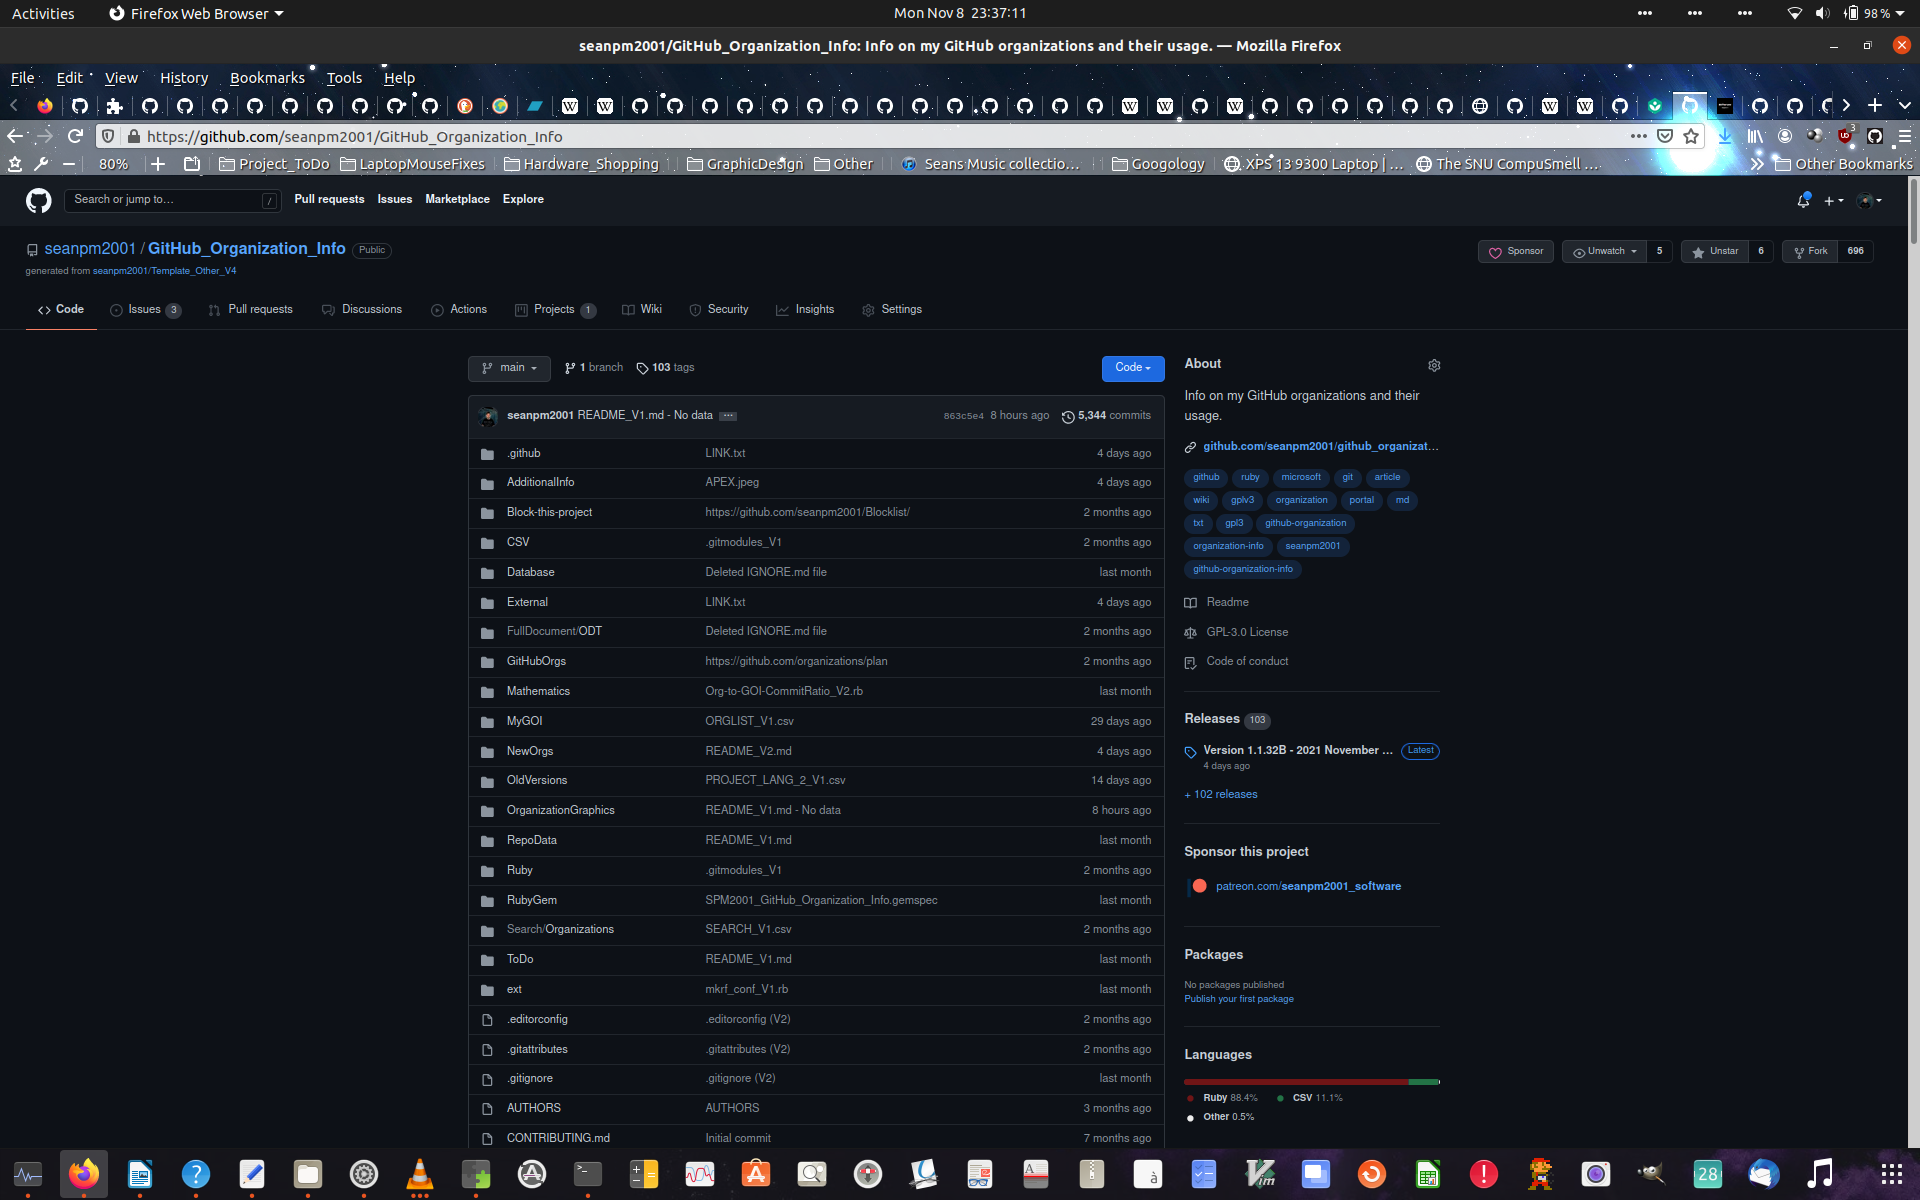 Activities Firefox Web Browser Mon Nov 8 23:37:11 98 %
seanpm2001/GitHub_Organization_Info: Info on my GitHub organizations and their usage. — Mozilla Firefox
File Edit View History Bookmarks Tools Help
https://github.com/seanpm2001/GitHub_Organization_Info 3
80% Project_ToDo LaptopMouseFixes Hardware_Shopping GraphicDesign Other Seans Music collectio… Googology XPS 13 9300 Laptop | … The SNU CompuSmell … Other Bookmarks
Search or jump to… / Pull requests Issues Marketplace Explore
seanpm2001 / GitHub_Organization_Info Public Sponsor Unwatch 5 Unstar 6 Fork 696
generated from seanpm2001/Template_Other_V4
Code Issues 3 Pull requests Discussions Actions Projects 1 Wiki Security Insights Settings
main 1 branch 103 tags Code
seanpm2001 README_V1.md - No data ... 863c5e4 8 hours ago 5,344 commits
.github LINK.txt 4 days ago
AdditionalInfo APEX.jpeg 4 days ago
Block-this-project https://github.com/seanpm2001/Blocklist/ 2 months ago
CSV .gitmodules_V1 2 months ago
Database Deleted IGNORE.md file last month
External LINK.txt 4 days ago
FullDocument/ODT Deleted IGNORE.md file 2 months ago
GitHubOrgs https://github.com/organizations/plan 2 months ago
Mathematics Org-to-GOI-CommitRatio_V2.rb last month
MyGOI ORGLIST_V1.csv 29 days ago
NewOrgs README_V2.md 4 days ago
OldVersions PROJECT_LANG_2_V1.csv 14 days ago
OrganizationGraphics README_V1.md - No data 8 hours ago
RepoData README_V1.md last month
Ruby .gitmodules_V1 2 months ago
RubyGem SPM2001_GitHub_Organization_Info.gemspec last month
Search/Organizations SEARCH_V1.csv 2 months ago
ToDo README_V1.md last month
ext mkrf_conf_V1.rb last month
.editorconfig .editorconfig (V2) 2 months ago
.gitattributes .gitattributes (V2) 2 months ago
.gitignore .gitignore (V2) last month
AUTHORS AUTHORS 3 months ago
CONTRIBUTING.md Initial commit 7 months ago
About
Info on my GitHub organizations and their
usage.
github.com/seanpm2001/github_organizat…
github ruby microsoft git article
wiki gplv3 organization portal md
txt gpl3 github-organization
organization-info seanpm2001
github-organization-info
Readme
GPL-3.0 License
Code of conduct
Releases 103
Version 1.1.32B - 2021 November … Latest
4 days ago
+ 102 releases
Sponsor this project
patreon.com/seanpm2001_software
Packages
No packages published
Publish your first package
Languages
Ruby 88.4% CSV 11.1%
Other 0.5%
28